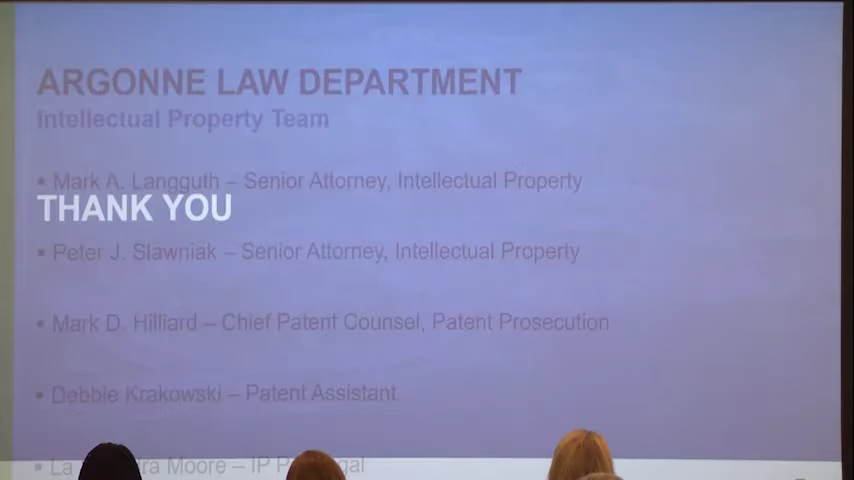 ARGONNE LAW DEPARTMENT
Intellectual Property Team
• Mark A. Langguth – Senior Attorney, Intellectual Property
THANK YOU
• Peter J. Slawniak – Senior Attorney, Intellectual Property
• Mark D. Hilliard – Chief Patent Counsel, Patent Prosecution
• Debbie Krakowski – Patent Assistant
• Moore – IP